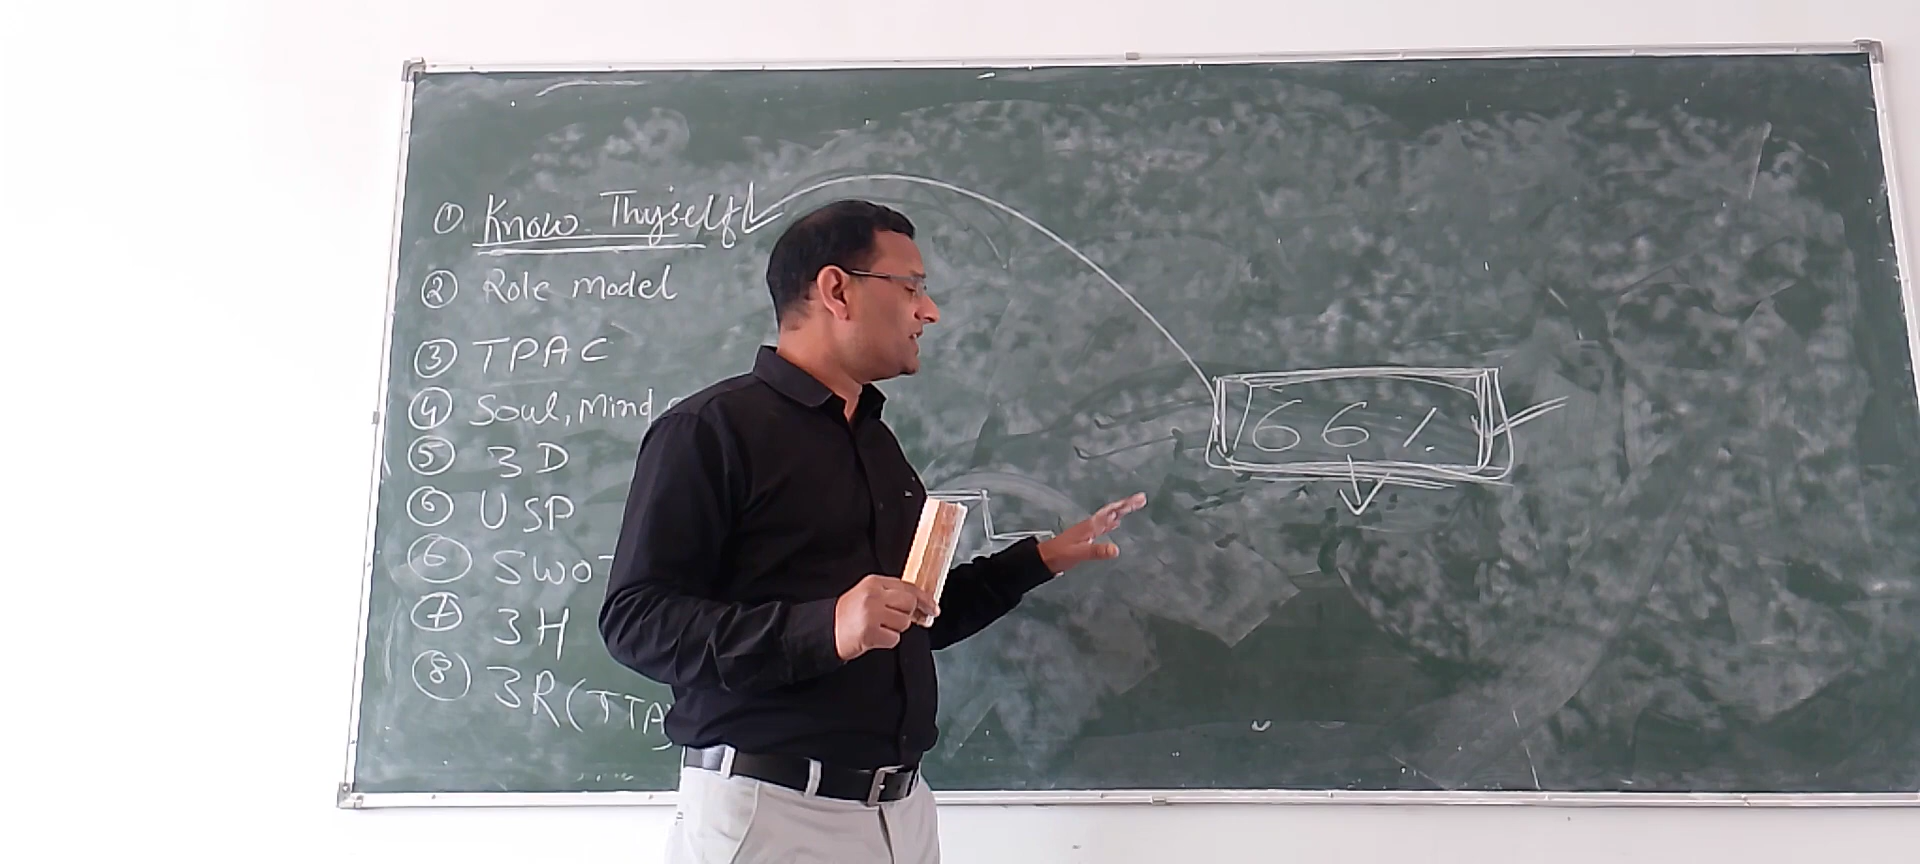 ① Know Thyself
② Role model
③ TPAC
④ Soul, Mind
⑤ 3D
⑥ USP
⑥ SWOT
⑦ 3H
⑧ 3R (TTA)
66%